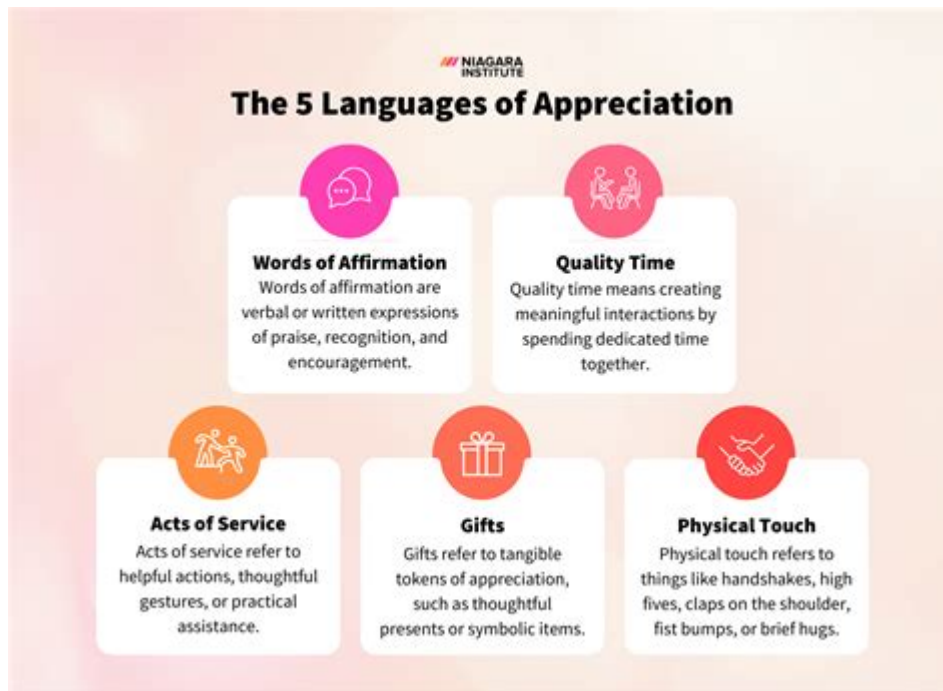 NIAGARA
INSTITUTE
The 5 Languages of Appreciation
Words of Affirmation
Words of affirmation are
verbal or written expressions
of praise, recognition, and
encouragement.
Quality Time
Quality time means creating
meaningful interactions by
spending dedicated time
together.
Acts of Service
Acts of service refer to
helpful actions, thoughtful
gestures, or practical
assistance.
Gifts
Gifts refer to tangible
tokens of appreciation,
such as thoughtful
presents or symbolic items.
Physical Touch
Physical touch refers to
things like handshakes, high
fives, claps on the shoulder,
fist bumps, or brief hugs.